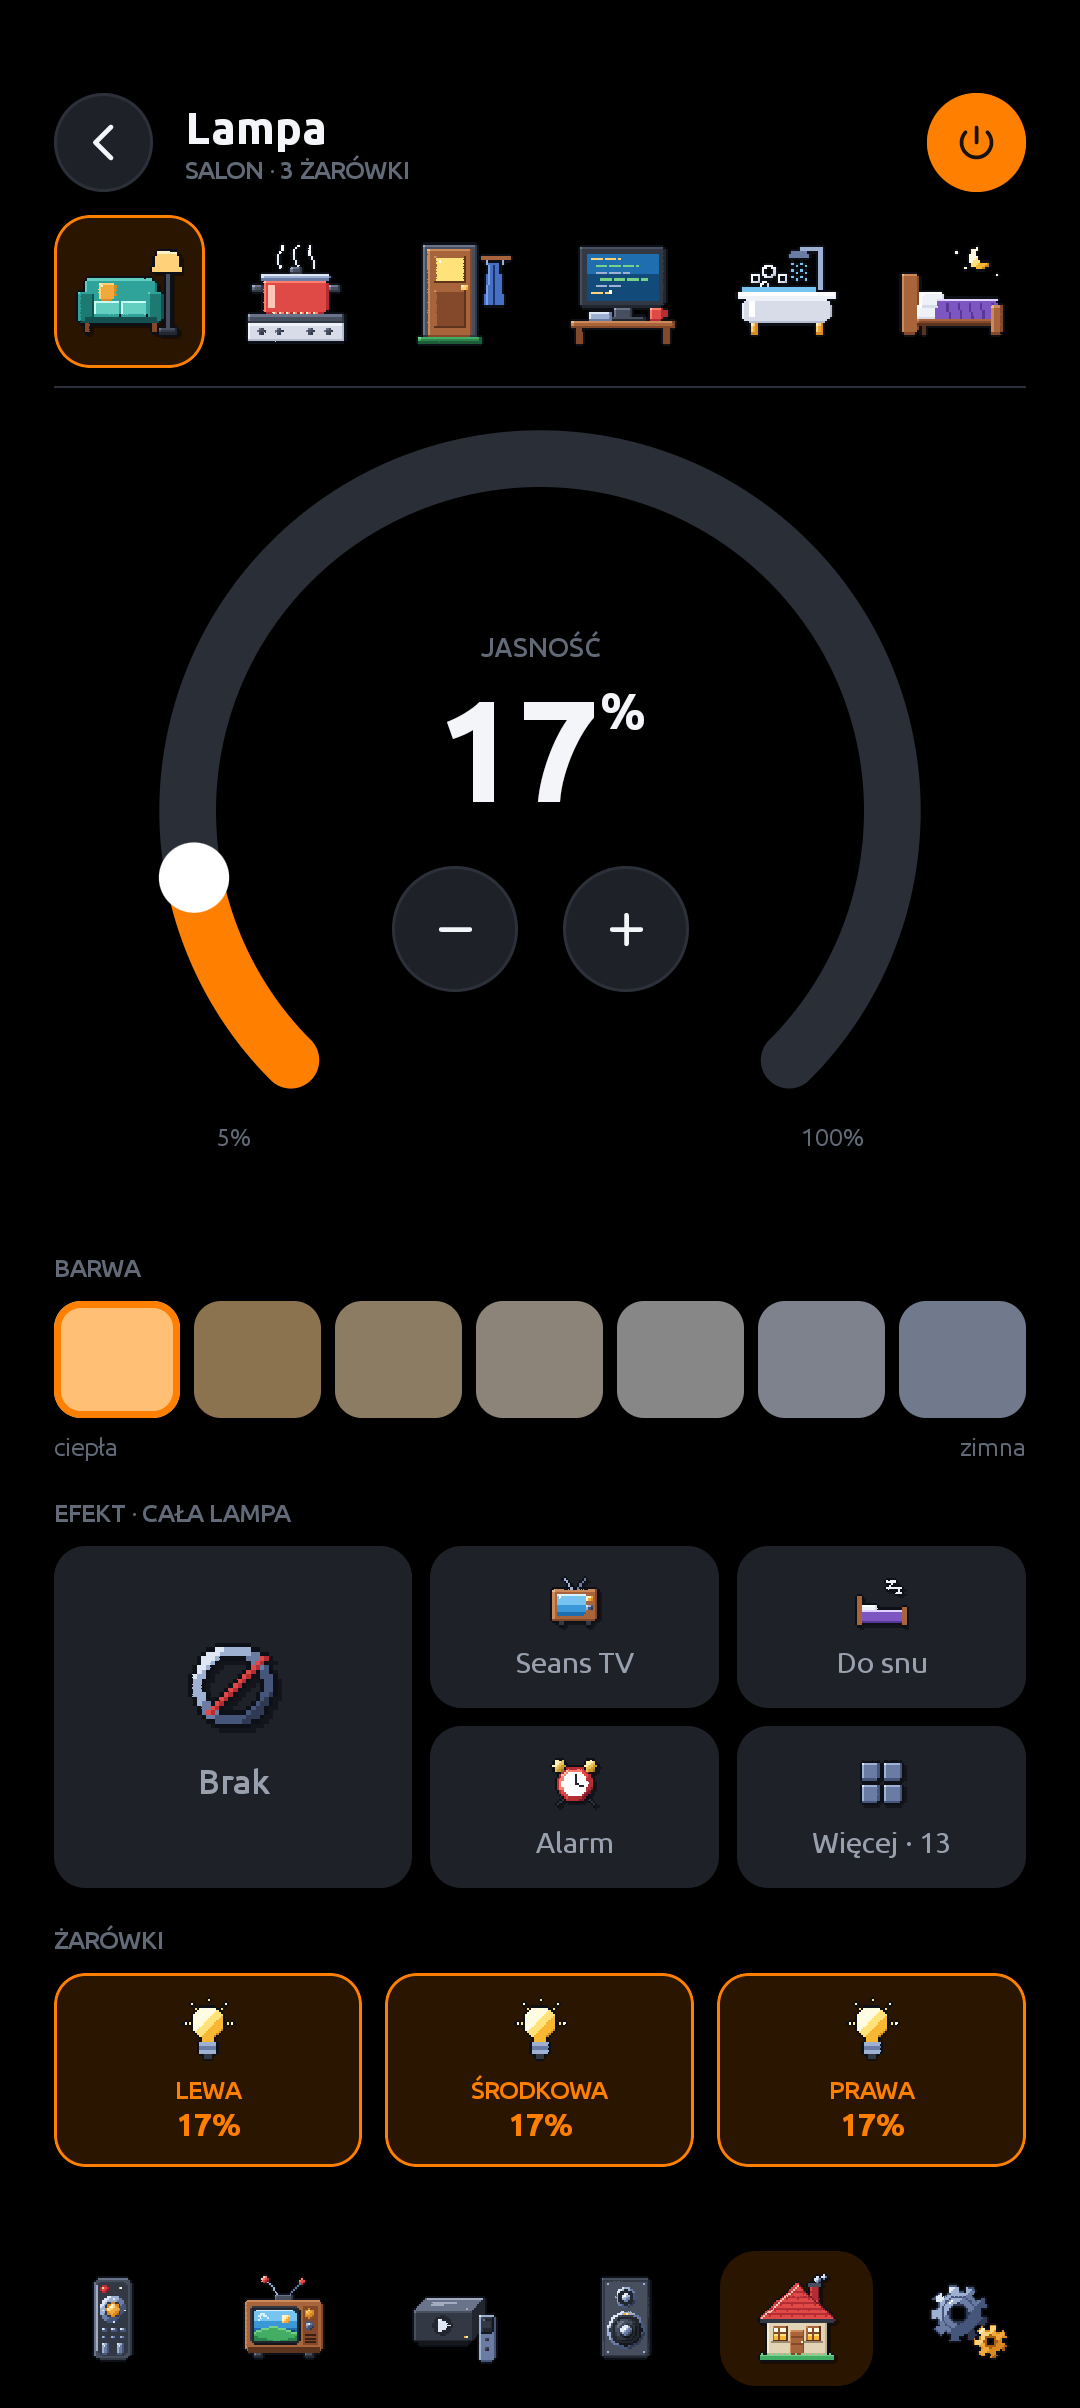 Lampa
SALON · 3 ŻARÓWKI
JASNOŚĆ
17%
5%
100%
BARWA
ciepła
zimna
EFEKT · CAŁA LAMPA
Brak
Seans TV
Do snu
Alarm
Więcej · 13
ŻARÓWKI
LEWA
17%
ŚRODKOWA
17%
PRAWA
17%